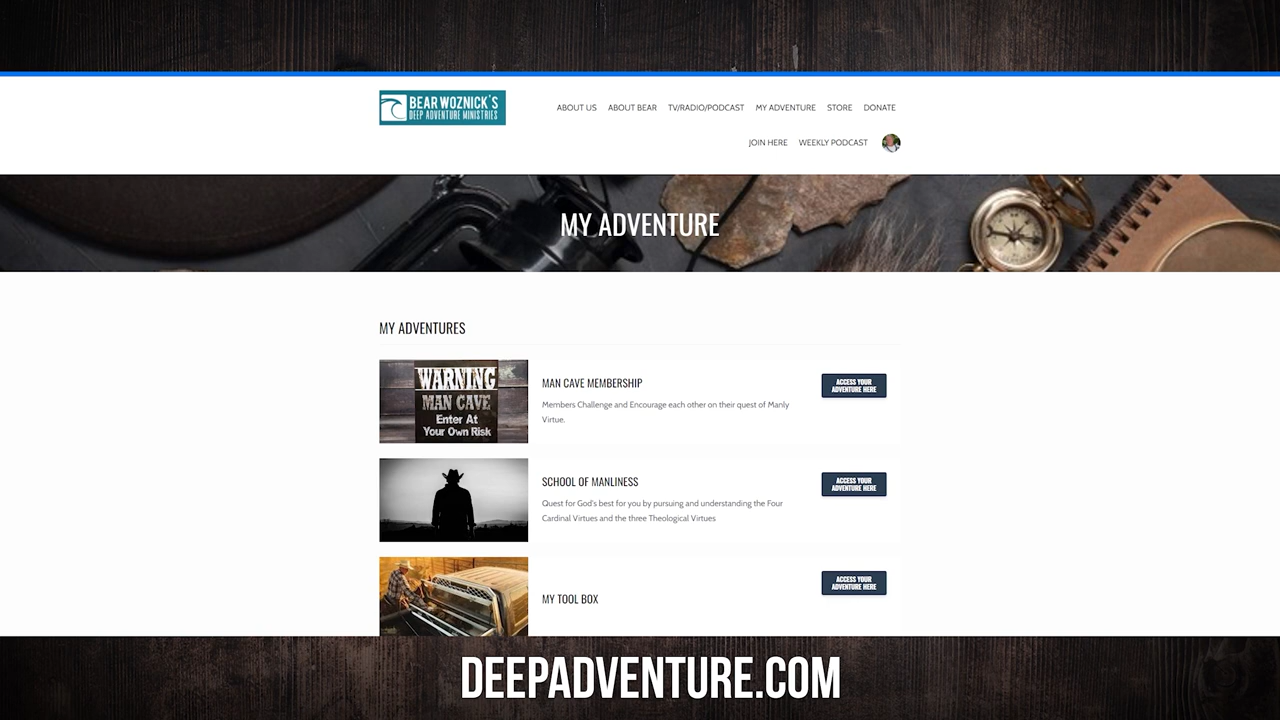 BEAR WOZNICK'S
DEEP ADVENTURE MINISTRIES
ABOUT US ABOUT BEAR TV/RADIO/PODCAST MY ADVENTURE STORE DONATE
JOIN HERE WEEKLY PODCAST
MY ADVENTURE
MY ADVENTURES
WARNING
MAN CAVE
Enter At
Your Own Risk
MAN CAVE MEMBERSHIP
Members Challenge and Encourage each other on their quest of Manly
Virtue.
ACCESS YOUR
ADVENTURE HERE
SCHOOL OF MANLINESS
Quest for God's best for you by pursuing and understanding the Four
Cardinal Virtues and the three Theological Virtues
ACCESS YOUR
ADVENTURE HERE
MY TOOL BOX
ACCESS YOUR
ADVENTURE HERE
DEEPADVENTURE.COM